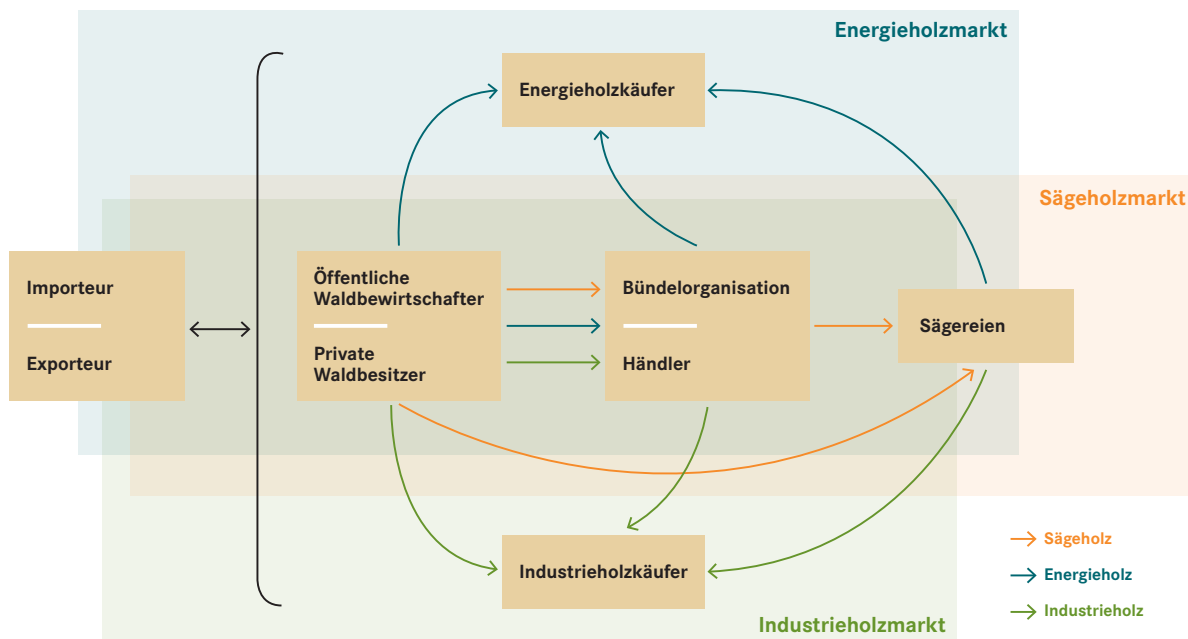 Energieholzmarkt
Energieholzkäufer
Sägeholzmarkt
Importeur
Exporteur
Öffentliche
Waldbewirtschafter
Private
Waldbesitzer
Bündelorganisation
Händler
Sägereien
Industrieholzkäufer
Industrieholzmarkt
Sägeholz
Energieholz
Industrieholz